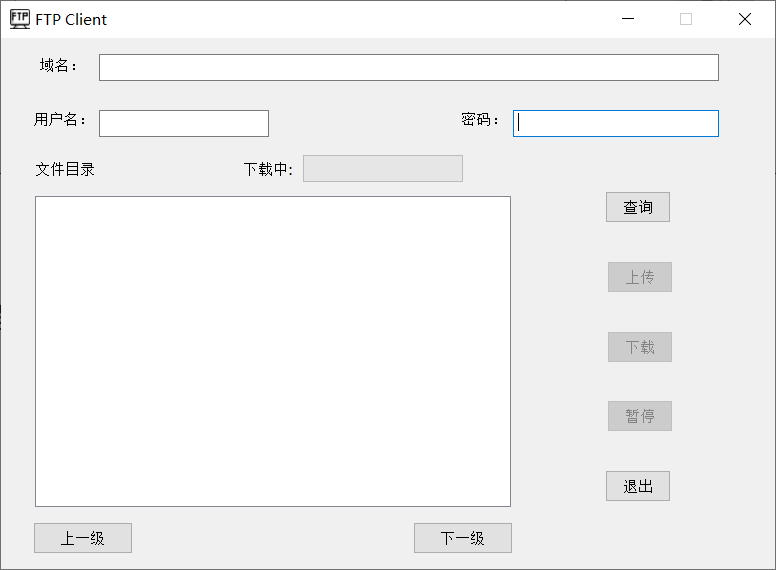 FTP FTP Client
域名：
用户名： 密码：
文件目录 下载中:
查询
上传
下载
暂停
退出
上一级 下一级